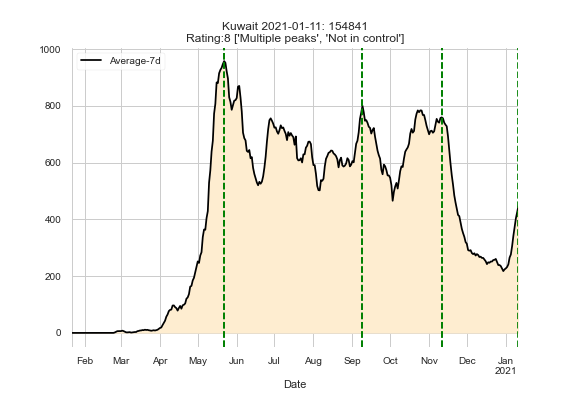 Kuwait 2021-01-11: 154841
Rating:8 ['Multiple peaks', 'Not in control']
Average-7d
1000
800
600
400
200
0
Feb Mar Apr May Jun Jul Aug Sep Oct Nov Dec Jan
2021
Date